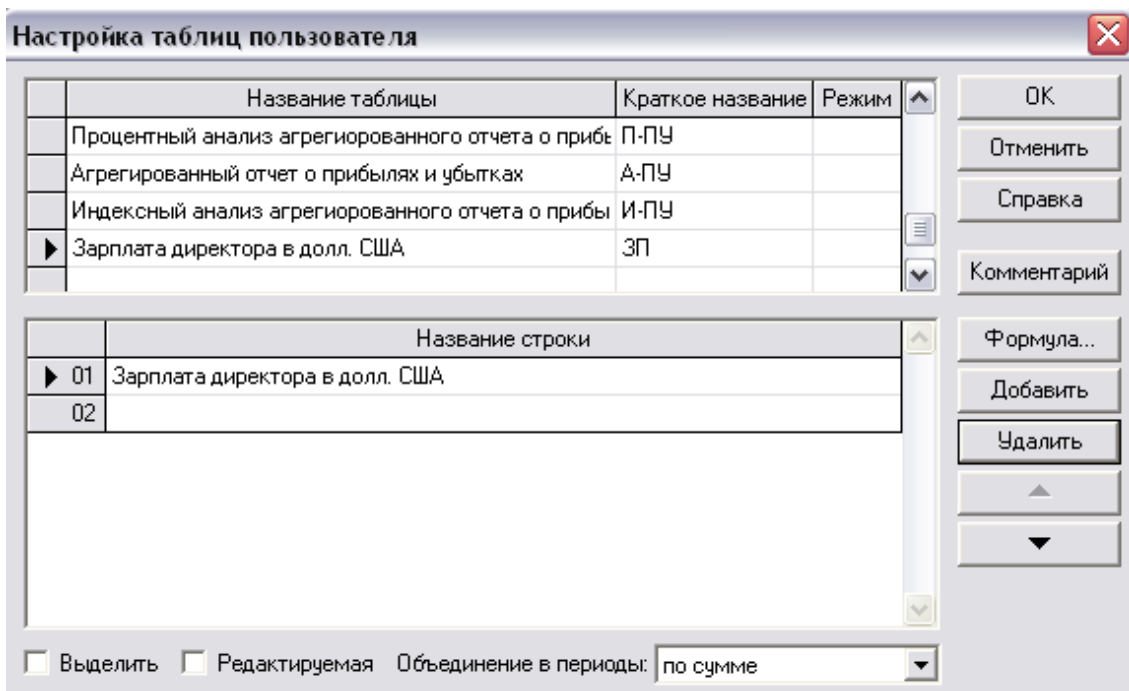 Настройка таблиц пользователя
Название таблицы Краткое название Режим OK
Процентный анализ агрегиорованного отчета о прибы П-ПУ
Отменить
Агрегированный отчет о прибылях и убытках А-ПУ
Индексный анализ агрегиорованного отчета о прибы И-ПУ
Справка
Зарплата директора в долл. США ЗП
Комментарий
Название строки
Формула...
01 Зарплата директора в долл. США
Добавить
02
Удалить
Выделить Редактируемая Объединение в периоды: по сумме